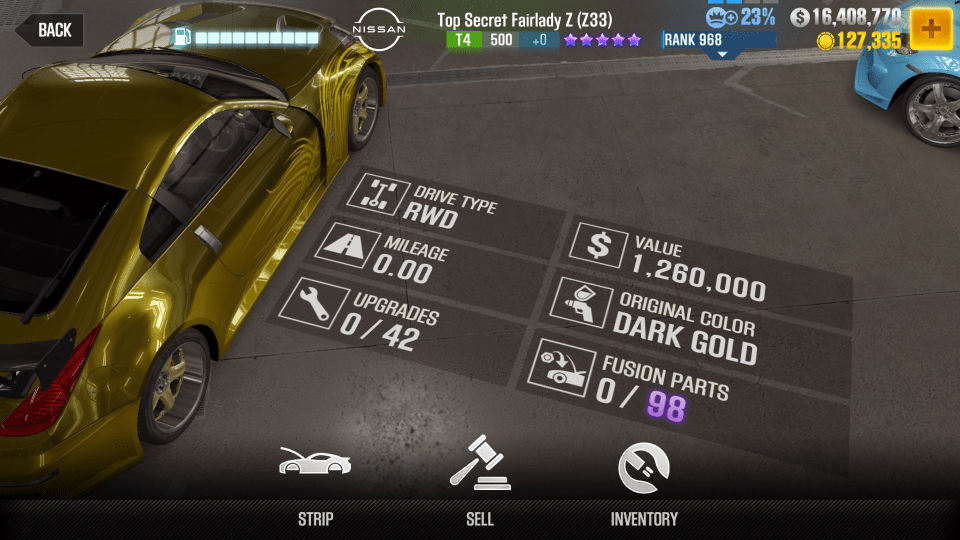 BACK
NISSAN
Top Secret Fairlady Z (Z33)
T4 500 +0
23%
$ 16,408,779
RANK 968
127,335
DRIVE TYPE
RWD
MILEAGE
0.00
UPGRADES
0 / 42
$ VALUE
1,260,000
ORIGINAL COLOR
DARK GOLD
FUSION PARTS
0 / 98
STRIP
SELL
INVENTORY